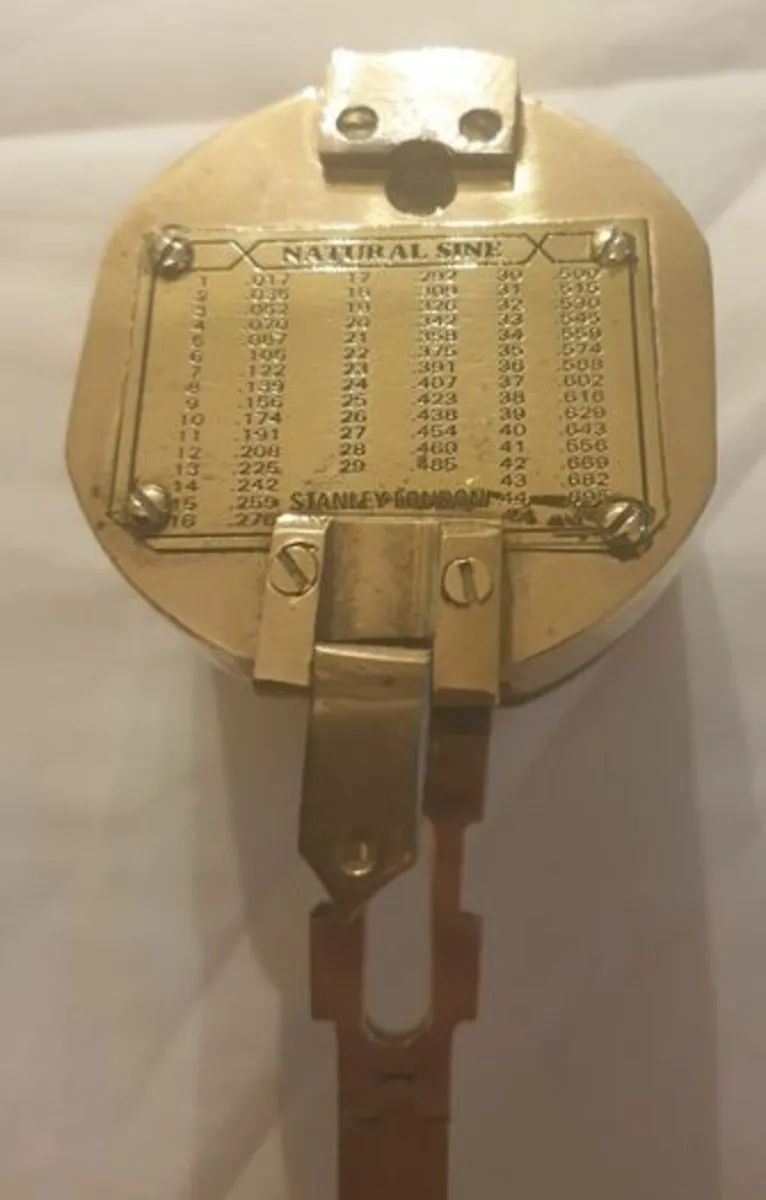 NATURAL SINE
1 .017 17 .292 30 .500
2 .035 18 .309 31 .515
3 .052 19 .326 32 .530
4 .070 20 .342 33 .545
5 .087 21 .358 34 .559
6 .105 22 .375 35 .574
7 .122 23 .391 36 .588
8 .139 24 .407 37 .602
9 .156 25 .423 38 .616
10 .174 26 .438 39 .629
11 .191 27 .454 40 .643
12 .208 28 .460 41 .556
13 .225 29 .485 42 .669
14 .242 43 .682
15 .259 STANLEY LONDON 44 .695
16 .276